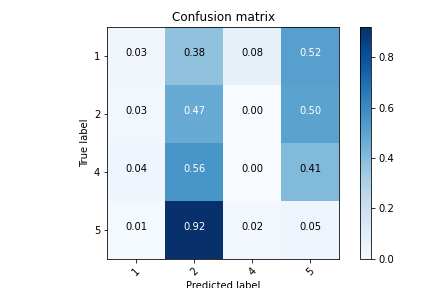 Confusion matrix
1 0.03 0.38 0.08 0.52
2 0.03 0.47 0.00 0.50
4 0.04 0.56 0.00 0.41
5 0.01 0.92 0.02 0.05
1 2 4 5
True label
Predicted label
0.8
0.6
0.4
0.2
0.0